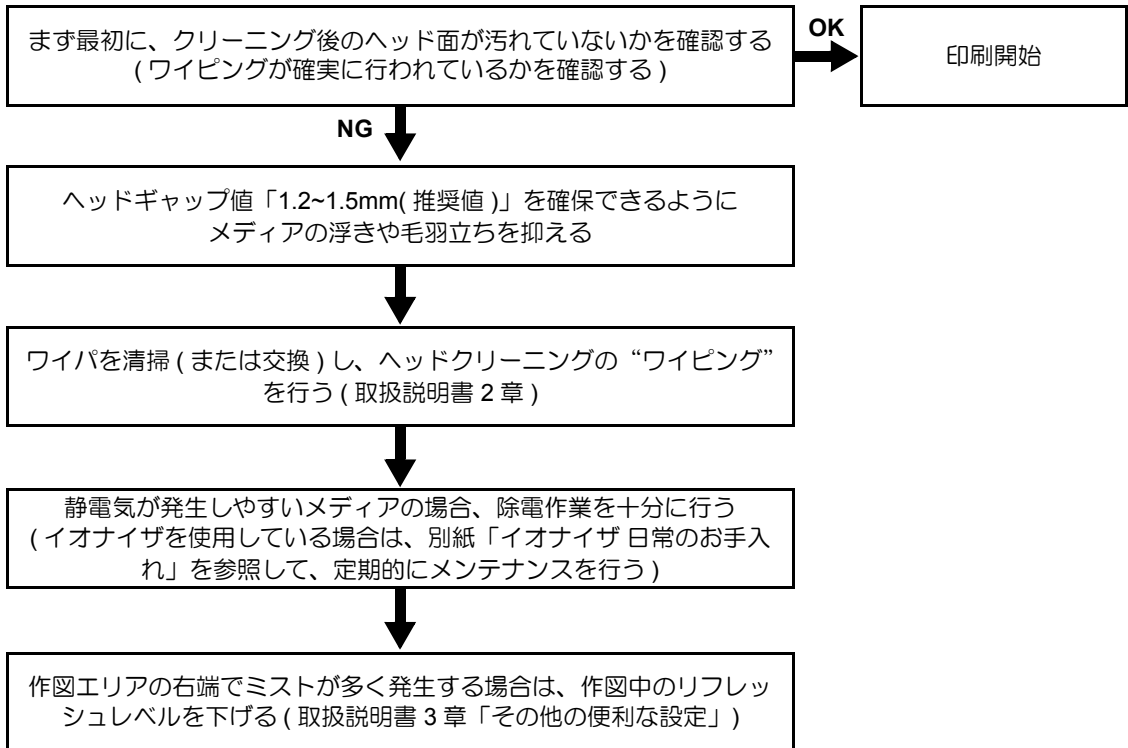 まず最初に、クリーニング後のヘッド面が汚れていないかを確認する
( ワイピングが確実に行われているかを確認する )
OK
印刷開始
NG
ヘッドギャップ値「1.2~1.5mm( 推奨値 )」を確保できるように
メディアの浮きや毛羽立ちを抑える
ワイパを清掃 ( または交換 ) し、ヘッドクリーニングの“ワイピング”
を行う ( 取扱説明書 2 章 )
静電気が発生しやすいメディアの場合、除電作業を十分に行う
( イオナイザを使用している場合は、別紙「イオナイザ 日常のお手入
れ」を参照して、定期的にメンテナンスを行う )
作図エリアの右端でミストが多く発生する場合は、作図中のリフレッ
シュレベルを下げる ( 取扱説明書 3 章「その他の便利な設定」)